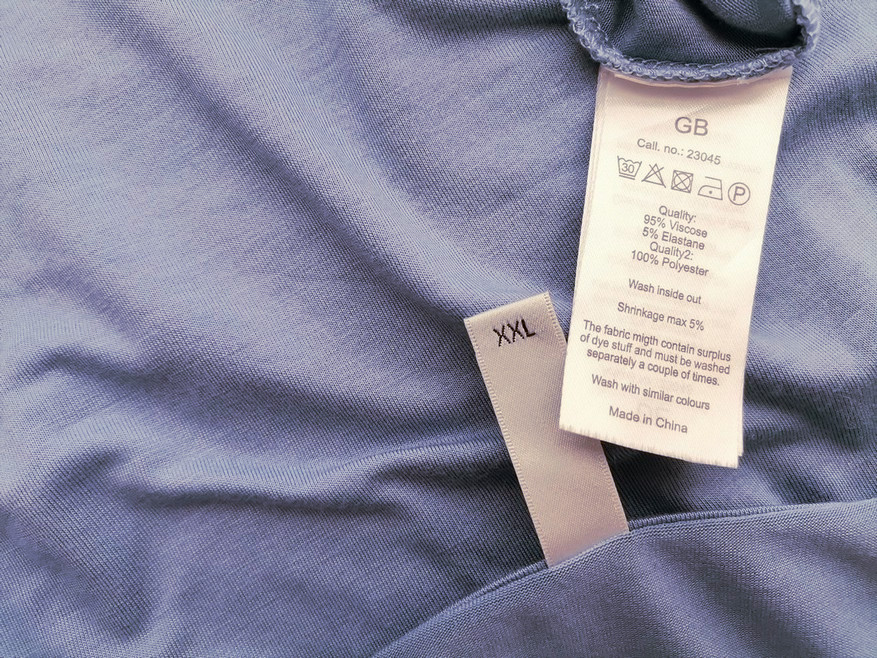 GB
Call. no.: 23045
30 P
Quality:
95% Viscose
5% Elastane
Quality2:
100% Polyester
Wash inside out
Shrinkage max 5%
The fabric migth contain surplus
of dye stuff and must be washed
separately a couple of times.
Wash with similar colours
Made in China
XXL